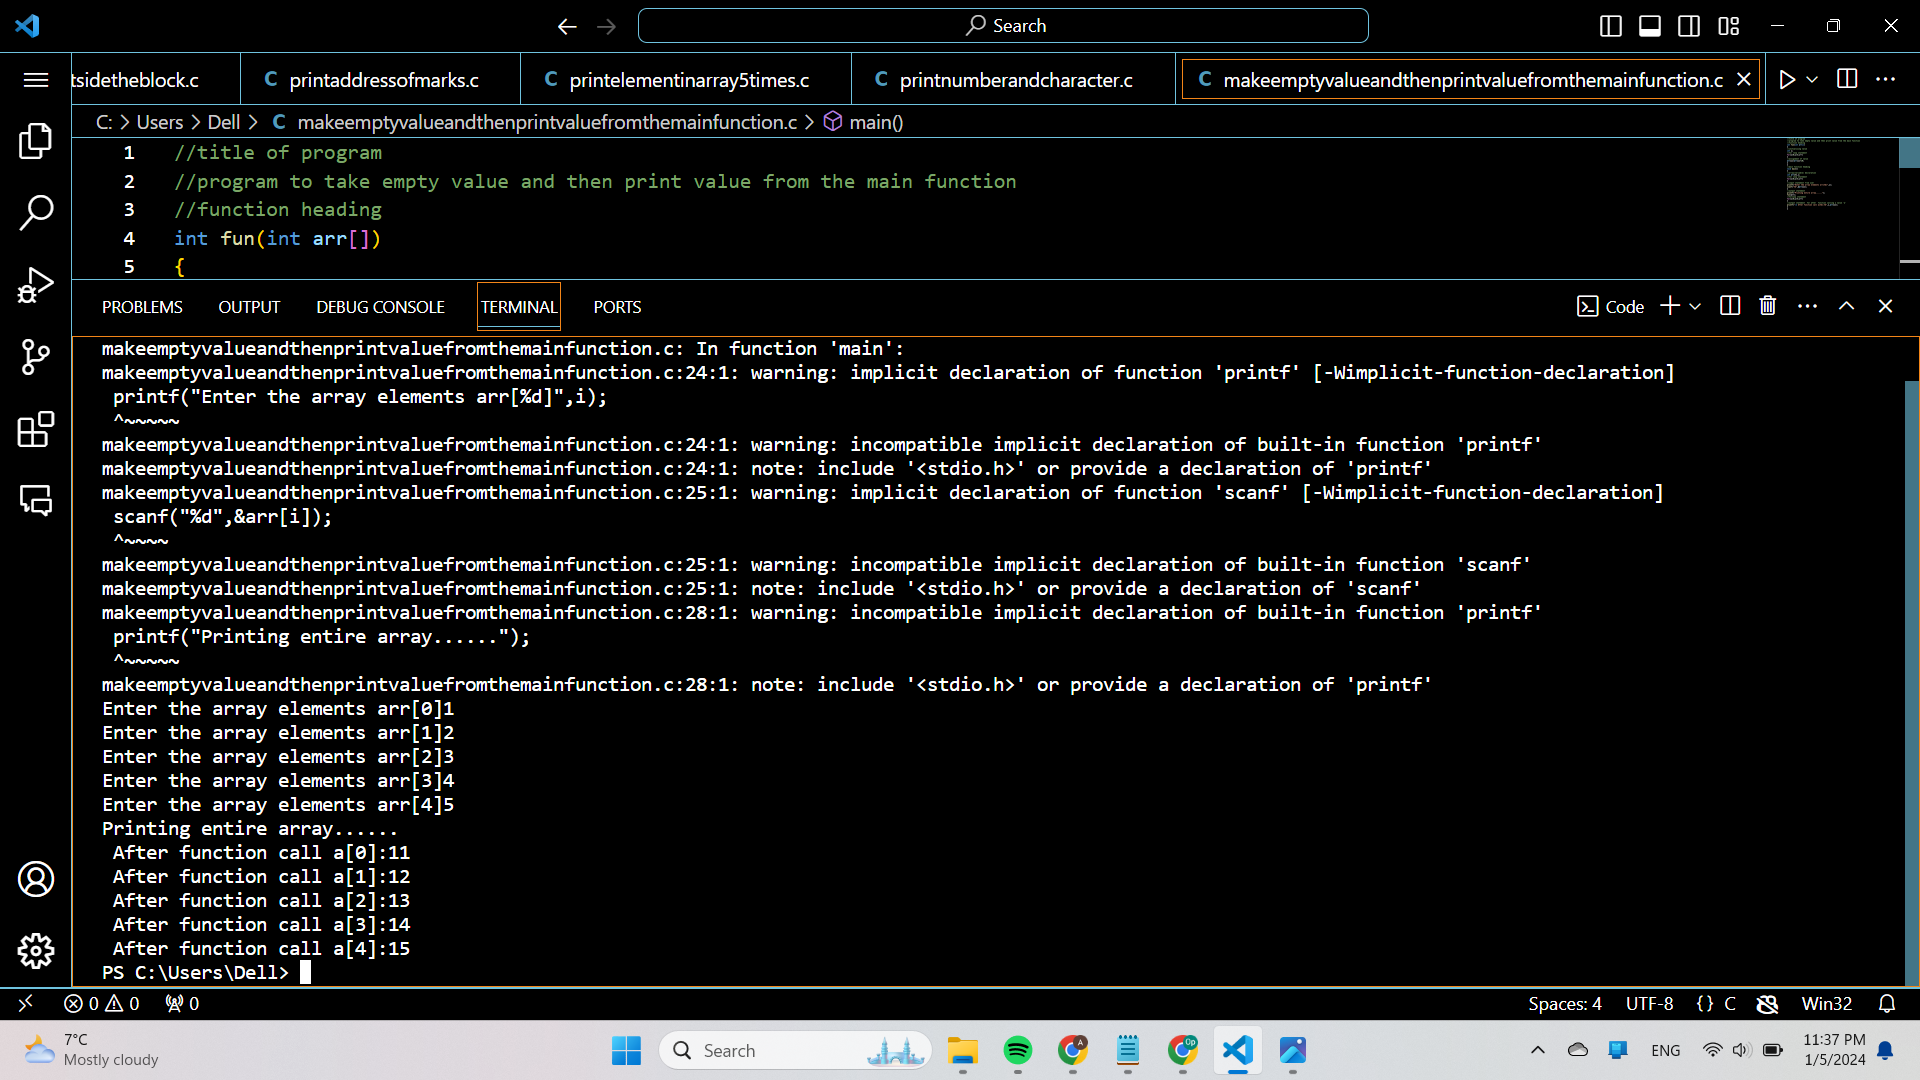 Search
tsidetheblock.c
C printaddressofmarks.c
C printelementinarray5times.c
C printnumberandcharacter.c
C makeemptyvalueandthenprintvaluefromthemainfunction.c
C: > Users > Dell > C makeemptyvalueandthenprintvaluefromthemainfunction.c > main()
1 //title of program
2 //program to take empty value and then print value from the main function
3 //function heading
4 int fun(int arr[])
5 {
PROBLEMS OUTPUT DEBUG CONSOLE TERMINAL PORTS
Code
makeemptyvalueandthenprintvaluefromthemainfunction.c: In function 'main':
makeemptyvalueandthenprintvaluefromthemainfunction.c:24:1: warning: implicit declaration of function 'printf' [-Wimplicit-function-declaration]
 printf("Enter the array elements arr[%d]",i);
 ^~~~~~
makeemptyvalueandthenprintvaluefromthemainfunction.c:24:1: warning: incompatible implicit declaration of built-in function 'printf'
makeemptyvalueandthenprintvaluefromthemainfunction.c:24:1: note: include '<stdio.h>' or provide a declaration of 'printf'
makeemptyvalueandthenprintvaluefromthemainfunction.c:25:1: warning: implicit declaration of function 'scanf' [-Wimplicit-function-declaration]
 scanf("%d",&arr[i]);
 ^~~~~
makeemptyvalueandthenprintvaluefromthemainfunction.c:25:1: warning: incompatible implicit declaration of built-in function 'scanf'
makeemptyvalueandthenprintvaluefromthemainfunction.c:25:1: note: include '<stdio.h>' or provide a declaration of 'scanf'
makeemptyvalueandthenprintvaluefromthemainfunction.c:28:1: warning: incompatible implicit declaration of built-in function 'printf'
 printf("Printing entire array......");
 ^~~~~~
makeemptyvalueandthenprintvaluefromthemainfunction.c:28:1: note: include '<stdio.h>' or provide a declaration of 'printf'
Enter the array elements arr[0]1
Enter the array elements arr[1]2
Enter the array elements arr[2]3
Enter the array elements arr[3]4
Enter the array elements arr[4]5
Printing entire array......
 After function call a[0]:11
 After function call a[1]:12
 After function call a[2]:13
 After function call a[3]:14
 After function call a[4]:15
PS C:\Users\Dell>
0 0 0
Spaces: 4 UTF-8 {} C Win32
7°C
Mostly cloudy
Search
ENG
11:37 PM
1/5/2024